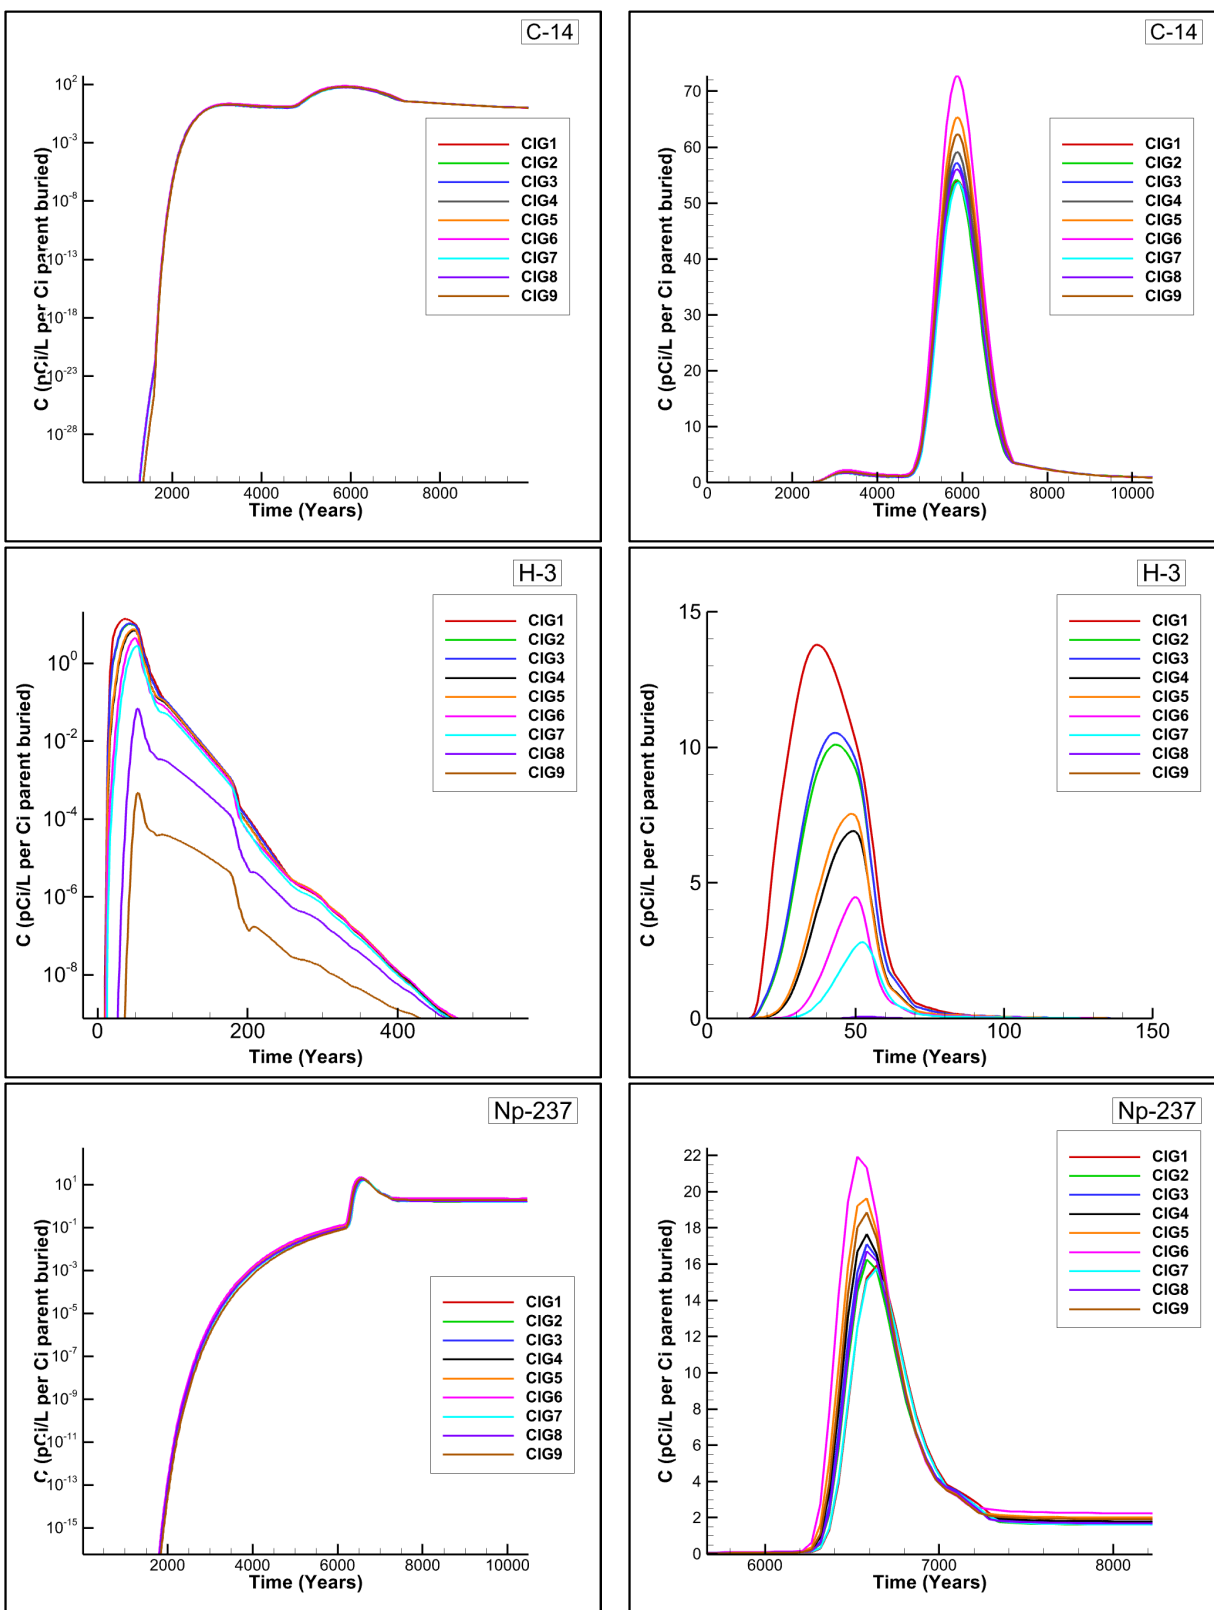 C-14
C (pCi/L per Ci parent buried)
10^2
10^-3
10^-8
10^-13
10^-18
10^-23
10^-28
2000 4000 6000 8000
Time (Years)
CIG1
CIG2
CIG3
CIG4
CIG5
CIG6
CIG7
CIG8
CIG9
C-14
C (pCi/L per Ci parent buried)
70
60
50
40
30
20
10
0
0 2000 4000 6000 8000 10000
Time (Years)
CIG1
CIG2
CIG3
CIG4
CIG5
CIG6
CIG7
CIG8
CIG9
H-3
C (pCi/L per Ci parent buried)
10^0
10^-2
10^-4
10^-6
10^-8
0 200 400
Time (Years)
CIG1
CIG2
CIG3
CIG4
CIG5
CIG6
CIG7
CIG8
CIG9
H-3
C (pCi/L per Ci parent buried)
15
10
5
0
0 50 100 150
Time (Years)
CIG1
CIG2
CIG3
CIG4
CIG5
CIG6
CIG7
CIG8
CIG9
Np-237
C (pCi/L per Ci parent buried)
10^1
10^-1
10^-3
10^-5
10^-7
10^-9
10^-11
10^-13
10^-15
2000 4000 6000 8000 10000
Time (Years)
CIG1
CIG2
CIG3
CIG4
CIG5
CIG6
CIG7
CIG8
CIG9
Np-237
C (pCi/L per Ci parent buried)
22
20
18
16
14
12
10
8
6
4
2
0
6000 7000 8000
Time (Years)
CIG1
CIG2
CIG3
CIG4
CIG5
CIG6
CIG7
CIG8
CIG9